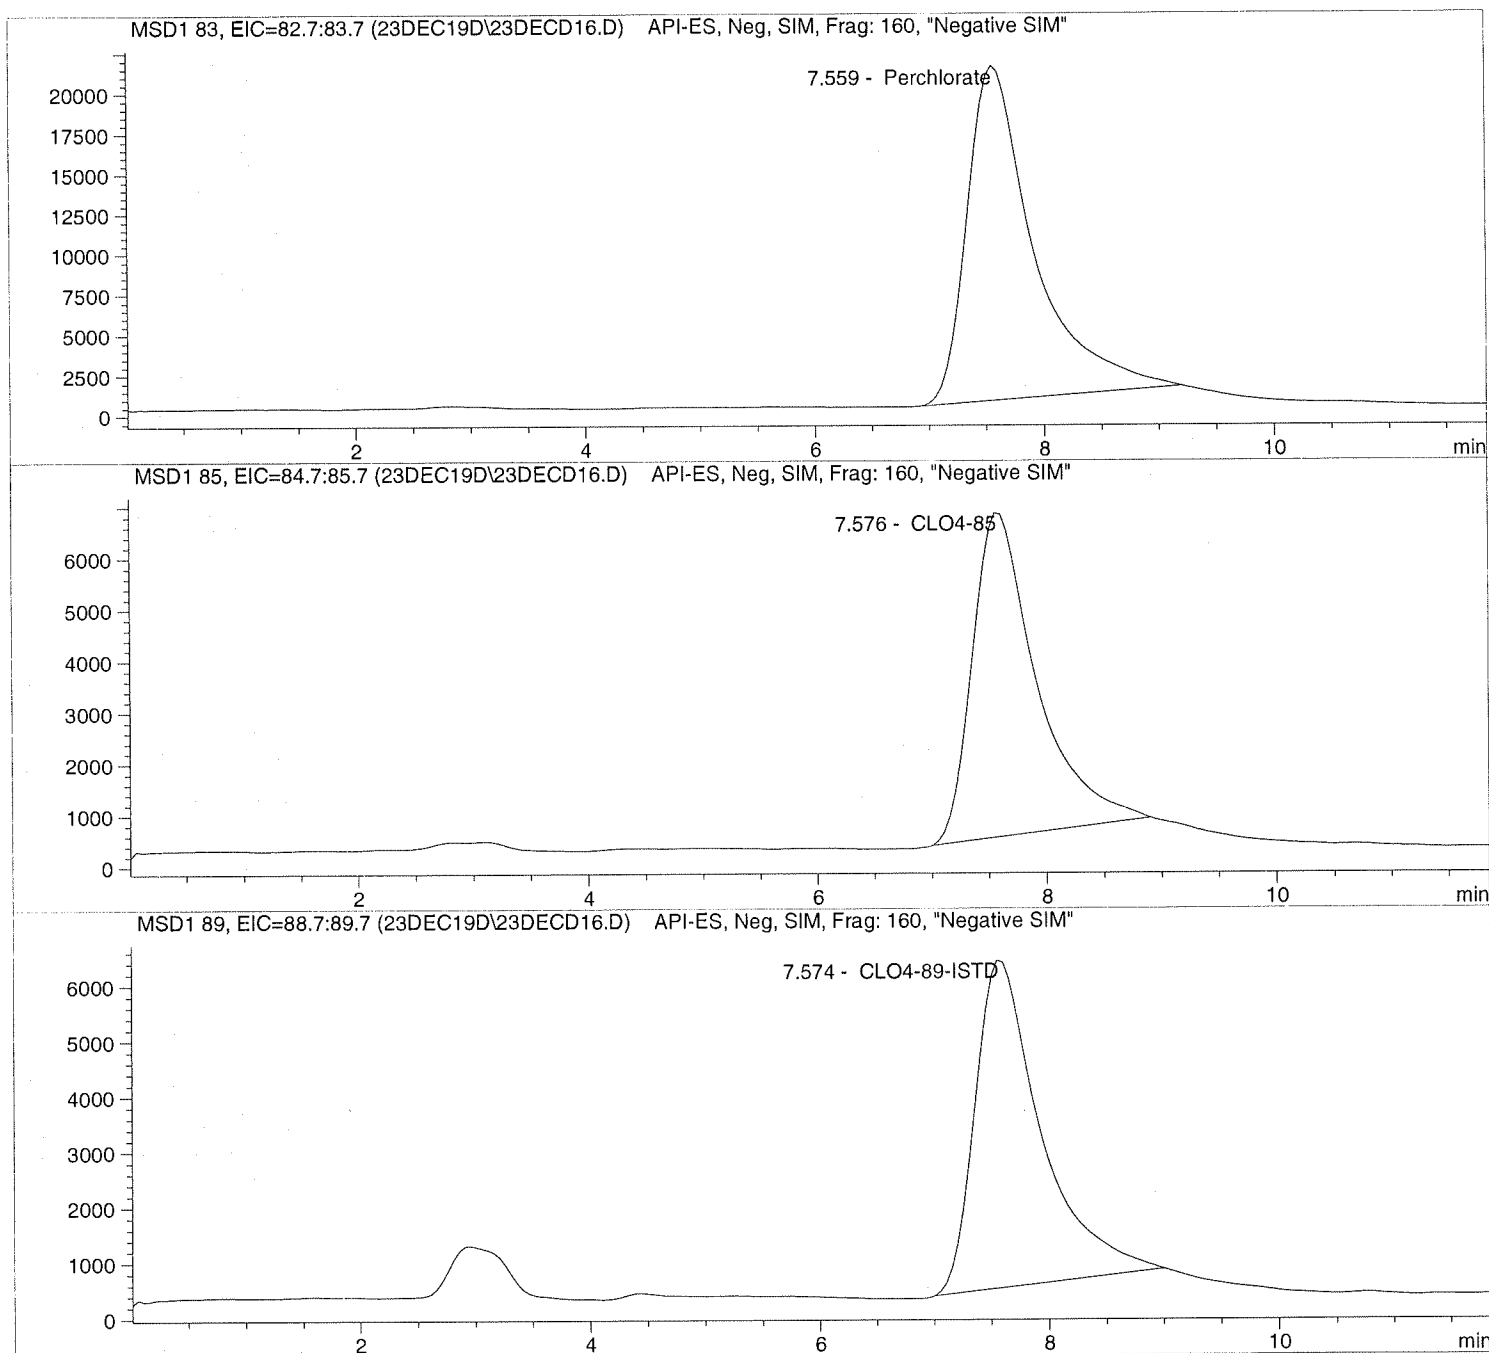 MSD1 83, EIC=82.7:83.7 (23DEC19D\23DECD16.D) API-ES, Neg, SIM, Frag: 160, "Negative SIM"
7.559 - Perchlorate
20000
17500
15000
12500
10000
7500
5000
2500
0
2 4 6 8 10 min
MSD1 85, EIC=84.7:85.7 (23DEC19D\23DECD16.D) API-ES, Neg, SIM, Frag: 160, "Negative SIM"
7.576 - CLO4-85
6000
5000
4000
3000
2000
1000
0
2 4 6 8 10 min
MSD1 89, EIC=88.7:89.7 (23DEC19D\23DECD16.D) API-ES, Neg, SIM, Frag: 160, "Negative SIM"
7.574 - CLO4-89-ISTD
6000
5000
4000
3000
2000
1000
0
2 4 6 8 10 min